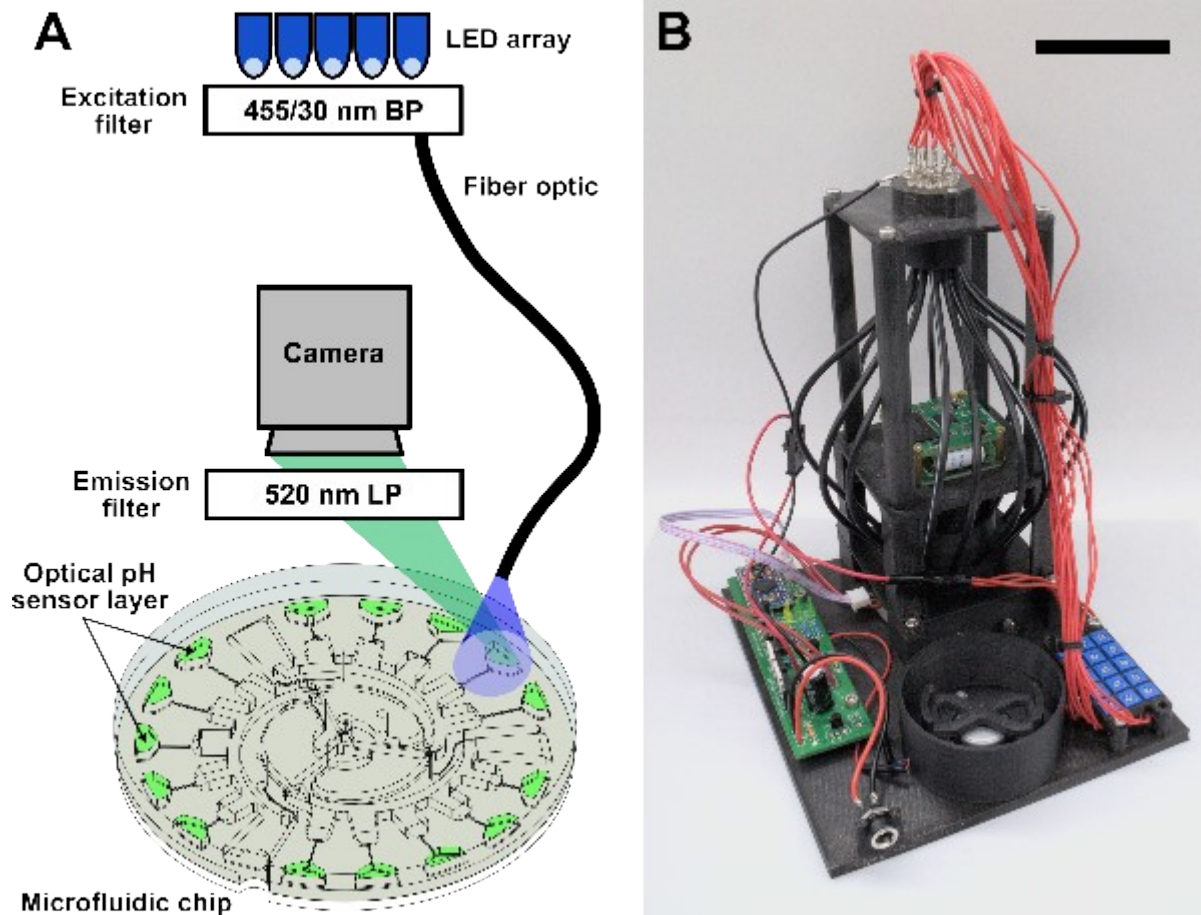 A
LED array
Excitation
filter
455/30 nm BP
Fiber optic
Camera
Emission
filter
520 nm LP
Optical pH
sensor layer
Microfluidic chip
B